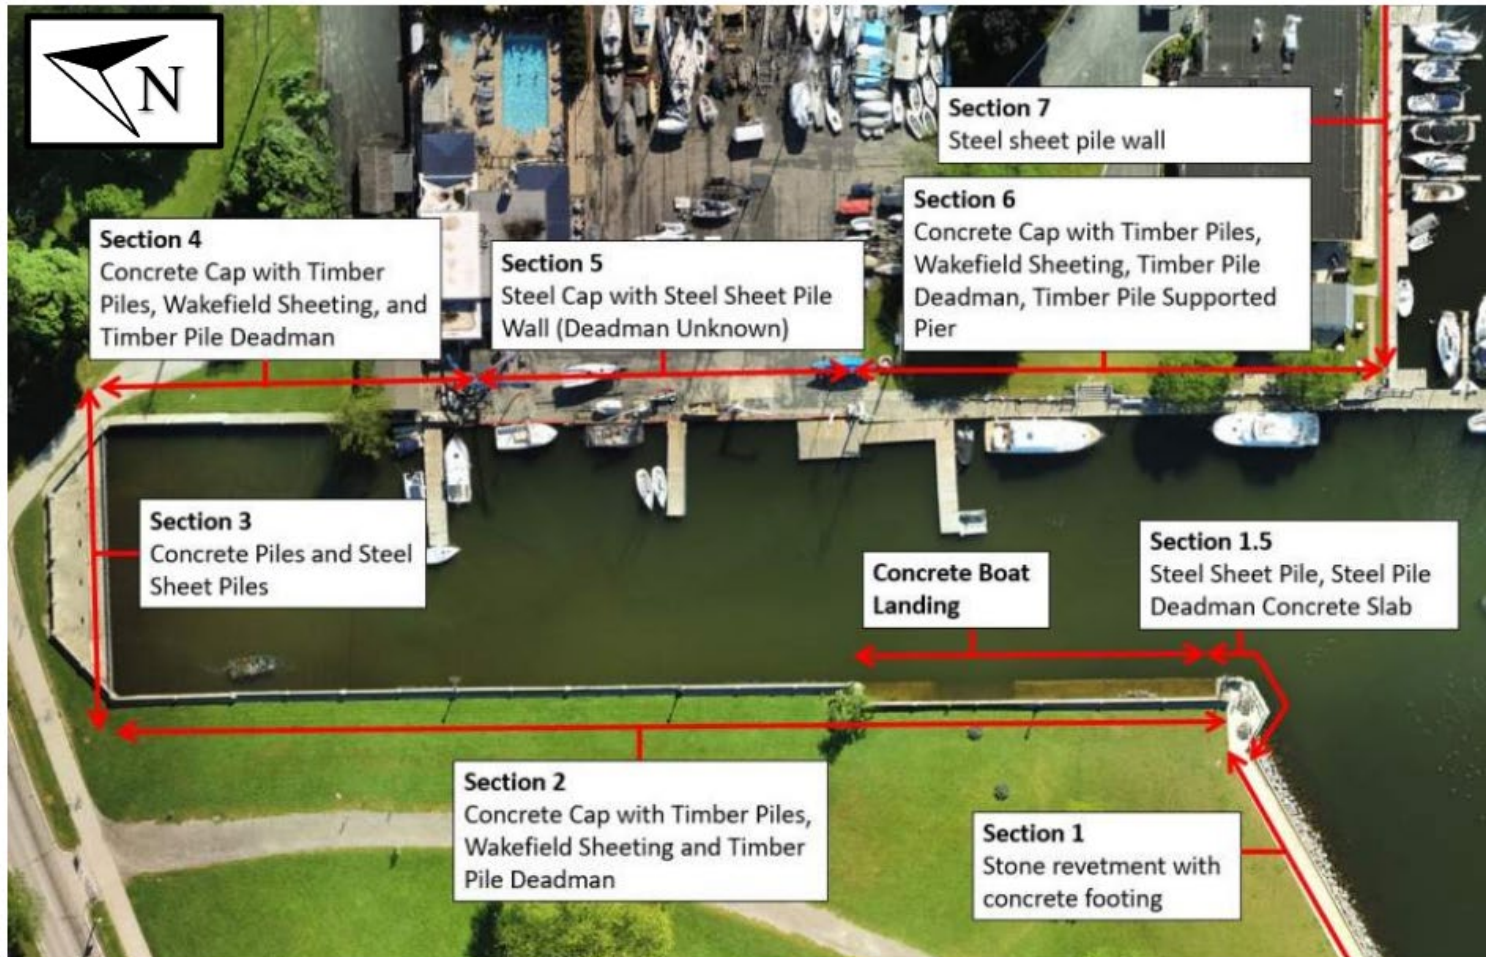 N
Section 7
Steel sheet pile wall
Section 4
Concrete Cap with Timber
Piles, Wakefield Sheeting, and
Timber Pile Deadman
Section 5
Steel Cap with Steel Sheet Pile
Wall (Deadman Unknown)
Section 6
Concrete Cap with Timber Piles,
Wakefield Sheeting, Timber Pile
Deadman, Timber Pile Supported
Pier
Section 3
Concrete Piles and Steel
Sheet Piles
Concrete Boat
Landing
Section 1.5
Steel Sheet Pile, Steel Pile
Deadman Concrete Slab
Section 2
Concrete Cap with Timber Piles,
Wakefield Sheeting and Timber
Pile Deadman
Section 1
Stone revetment with
concrete footing